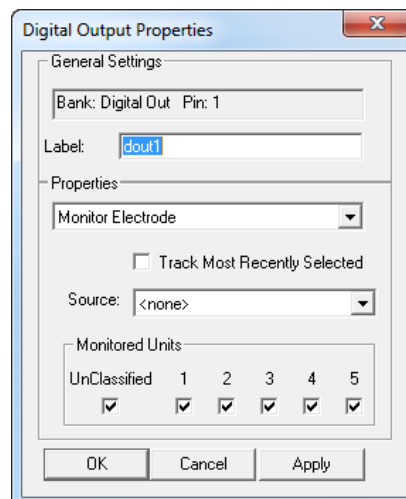 Digital Output Properties
General Settings
Bank: Digital Out Pin: 1
Label: dout1
Properties
Monitor Electrode
Track Most Recently Selected
Source: <none>
Monitored Units
UnClassified 1 2 3 4 5
OK Cancel Apply